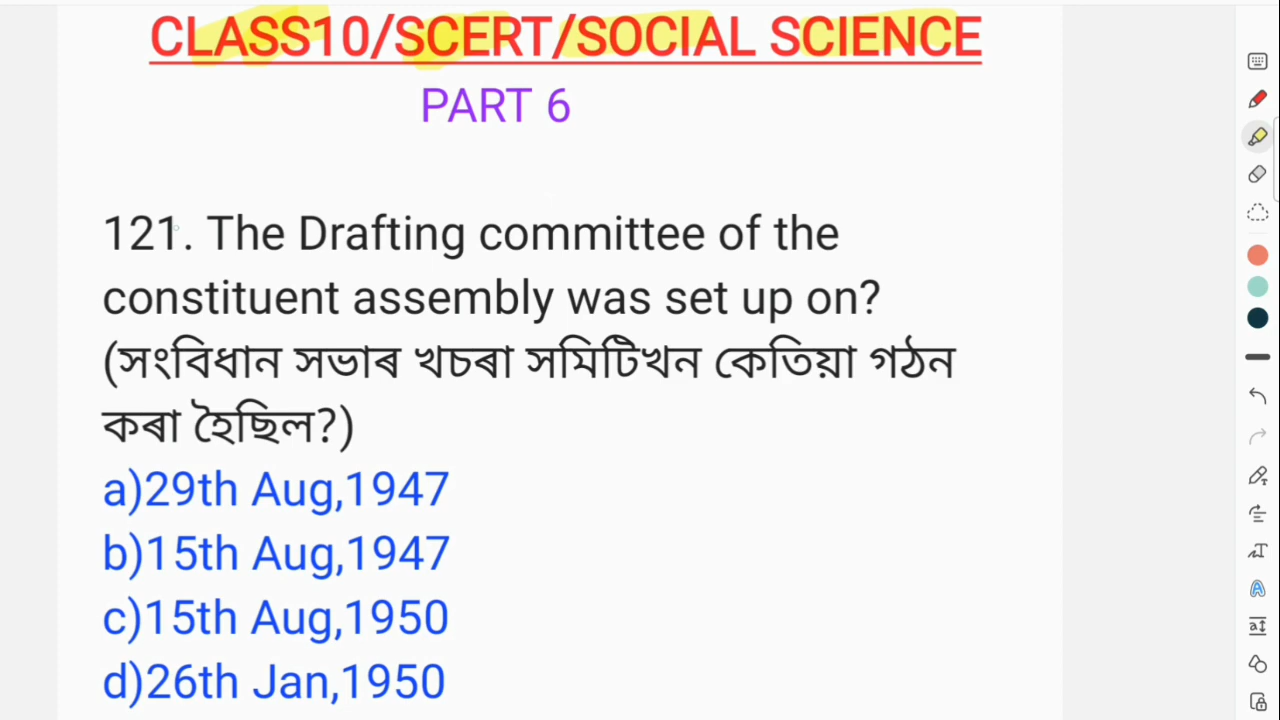 CLASS10/SCERT/SOCIAL SCIENCE
PART 6
121. The Drafting committee of the
constituent assembly was set up on?
(সংবিধান সভাৰ খচৰা সমিটিখন কেতিয়া গঠন
কৰা হৈছিল?)
a)29th Aug,1947
b)15th Aug,1947
c)15th Aug,1950
d)26th Jan,1950